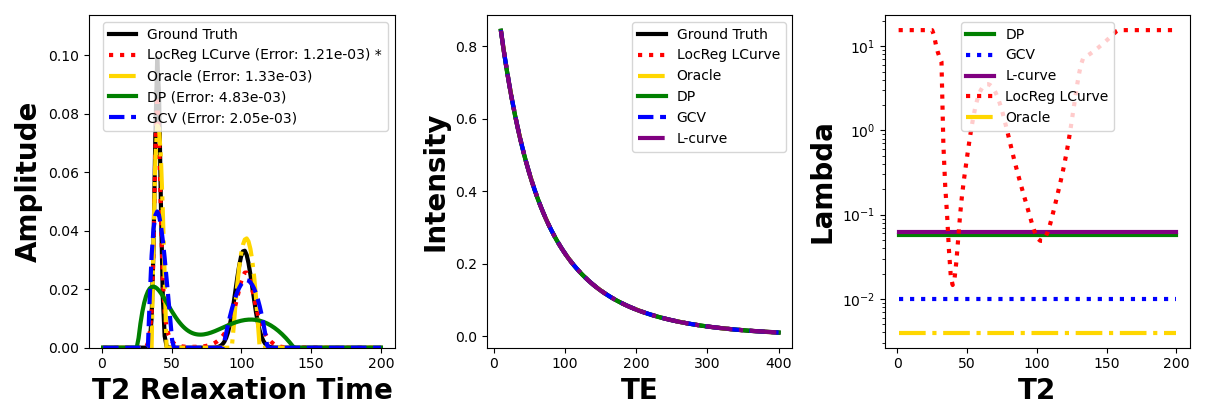 Amplitude
0.10
0.08
0.06
0.04
0.02
0.00
Ground Truth
LocReg LCurve (Error: 1.21e-03) *
Oracle (Error: 1.33e-03)
DP (Error: 4.83e-03)
GCV (Error: 2.05e-03)
0 50 100 150 200
T2 Relaxation Time
Intensity
0.8
0.6
0.4
0.2
0.0
Ground Truth
LocReg LCurve
Oracle
DP
GCV
L-curve
0 100 200 300 400
TE
Lambda
10¹
10⁰
10⁻¹
10⁻²
DP
GCV
L-curve
LocReg LCurve
Oracle
0 50 100 150 200
T2